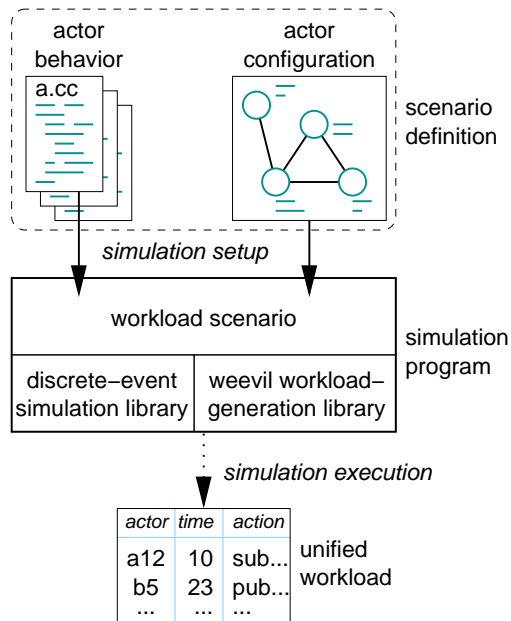 actor
behavior
actor
configuration
a.cc
scenario
definition
simulation setup
workload scenario
discrete−event
simulation library
weevil workload−
generation library
simulation
program
simulation execution
actor time action
a12 10 sub...
b5 23 pub...
... ... ...
unified
workload